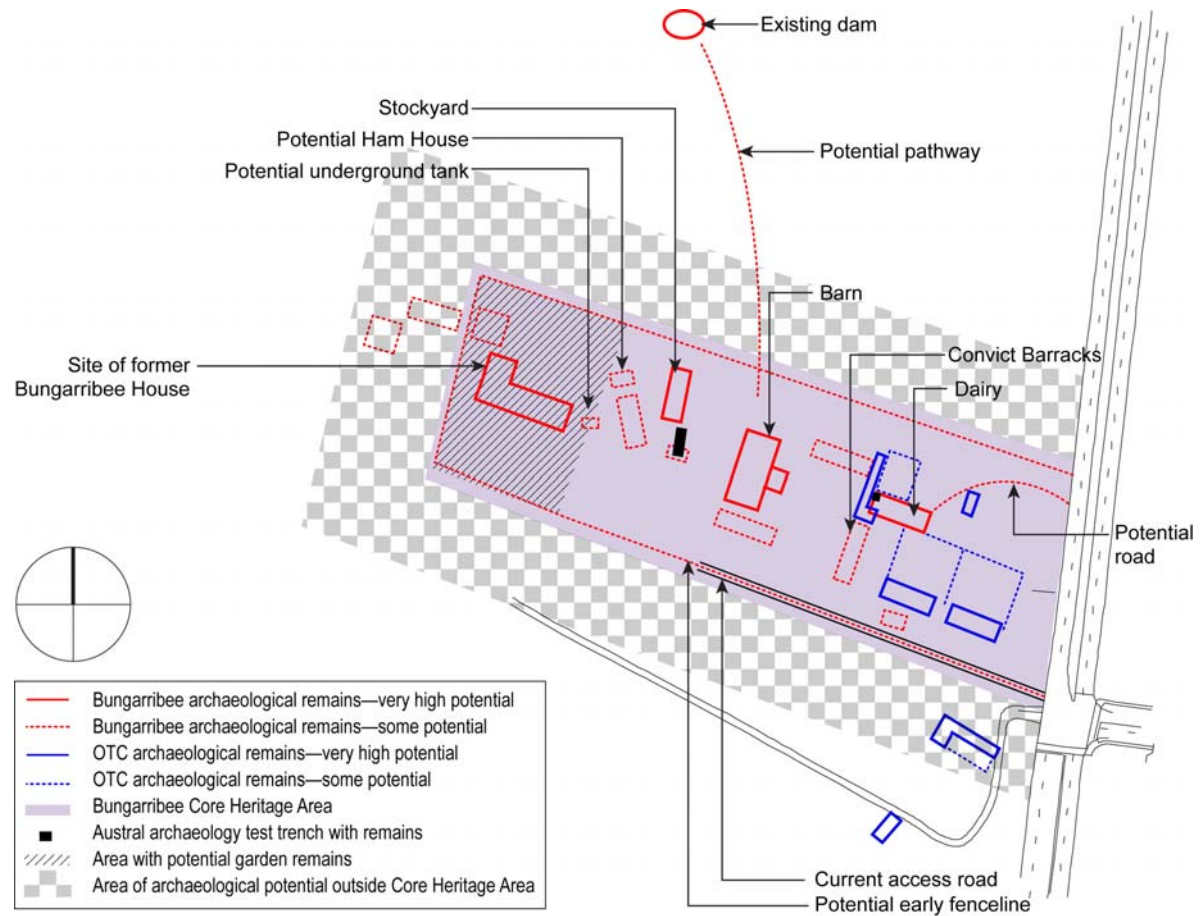 Existing dam
Stockyard
Potential Ham House
Potential underground tank
Potential pathway
Barn
Convict Barracks
Dairy
Site of former
Bungarribee House
Potential
road
Bungarribee archaeological remains—very high potential
Bungarribee archaeological remains—some potential
OTC archaeological remains—very high potential
OTC archaeological remains—some potential
Bungarribee Core Heritage Area
Austral archaeology test trench with remains
Area with potential garden remains
Area of archaeological potential outside Core Heritage Area
Current access road
Potential early fenceline